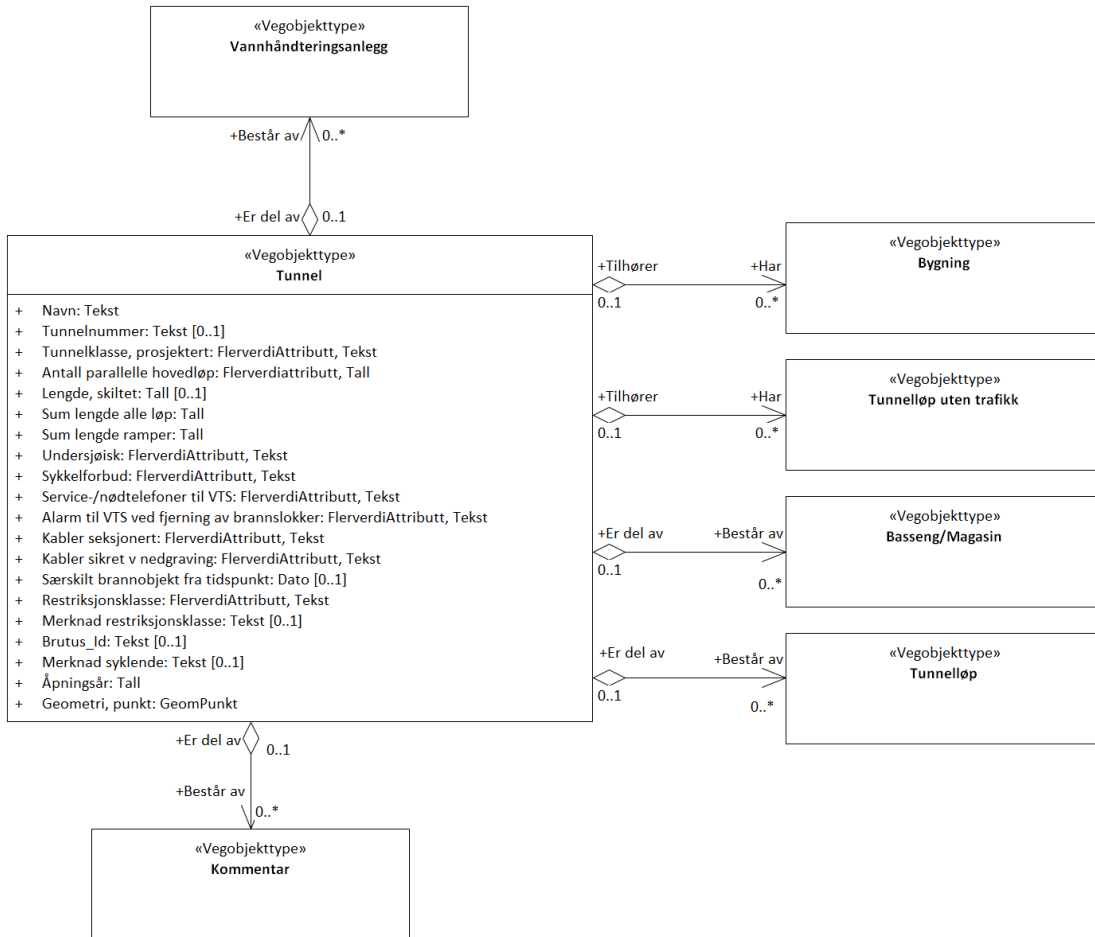 «Vegobjekttype»
Vannhåndteringsanlegg
+Består av
0..*
+Er del av
0..1
«Vegobjekttype»
Tunnel
+ Navn: Tekst
+ Tunnelnummer: Tekst [0..1]
+ Tunnelklasse, prosjektert: FlerverdiAttributt, Tekst
+ Antall parallelle hovedløp: Flerverdiattributt, Tall
+ Lengde, skiltet: Tall [0..1]
+ Sum lengde alle løp: Tall
+ Sum lengde ramper: Tall
+ Undersjøisk: FlerverdiAttributt, Tekst
+ Sykkelforbud: FlerverdiAttributt, Tekst
+ Service-/nødtelefoner til VTS: FlerverdiAttributt, Tekst
+ Alarm til VTS ved fjerning av brannslokker: FlerverdiAttributt, Tekst
+ Kabler seksjonert: FlerverdiAttributt, Tekst
+ Kabler sikret v nedgraving: FlerverdiAttributt, Tekst
+ Særskilt brannobjekt fra tidspunkt: Dato [0..1]
+ Restriksjonsklasse: FlerverdiAttributt, Tekst
+ Merknad restriksjonsklasse: Tekst [0..1]
+ Brutus_Id: Tekst [0..1]
+ Merknad syklende: Tekst [0..1]
+ Åpningsår: Tall
+ Geometri, punkt: GeomPunkt
+Tilhører
+Har
0..1
0..*
«Vegobjekttype»
Bygning
+Tilhører
+Har
0..1
0..*
«Vegobjekttype»
Tunnelløp uten trafikk
+Er del av
+Består av
0..1
0..*
«Vegobjekttype»
Basseng/Magasin
+Er del av
+Består av
0..1
0..*
«Vegobjekttype»
Tunnelløp
+Er del av
0..1
+Består av
0..*
«Vegobjekttype»
Kommentar